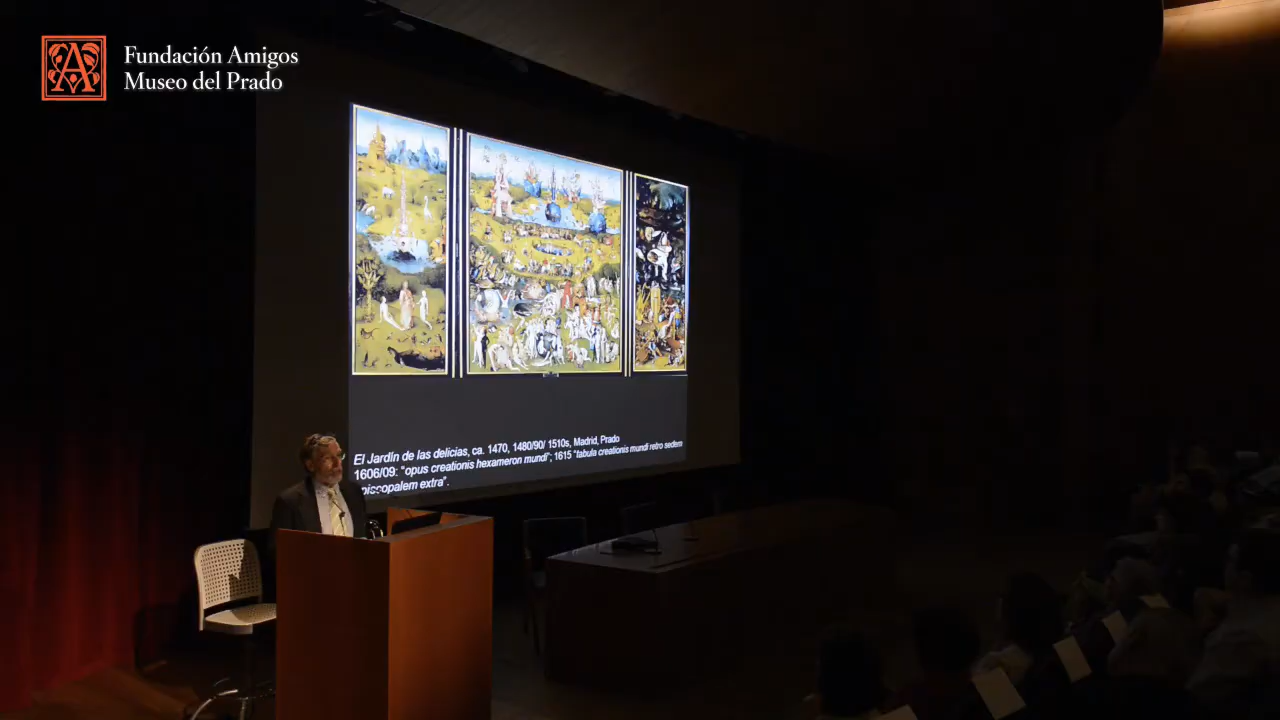 Fundación Amigos
Museo del Prado
El Jardín de las delicias, ca. 1470, 1480/90/ 1510s, Madrid, Prado
1606/09: "opus creationis hexameron mundi"; 1615 "tabula creationis mundi retro sedem
episcopalem extra".